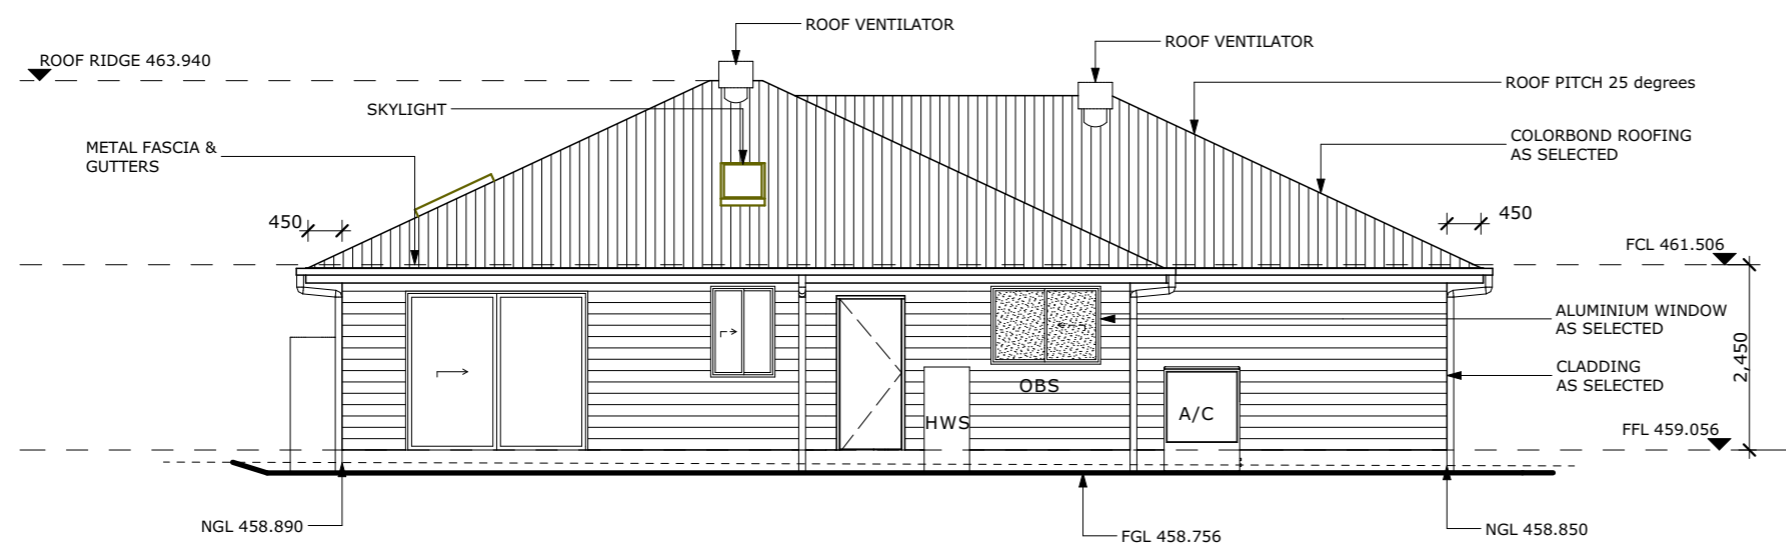 ROOF VENTILATOR
ROOF VENTILATOR
ROOF RIDGE 463.940
ROOF PITCH 25 degrees
SKYLIGHT
COLORBOND ROOFING
AS SELECTED
METAL FASCIA &
GUTTERS
450
450
FCL 461.506
ALUMINIUM WINDOW
AS SELECTED
2,450
CLADDING
AS SELECTED
OBS
A/C
HWS
FFL 459.056
NGL 458.890
FGL 458.756
NGL 458.850